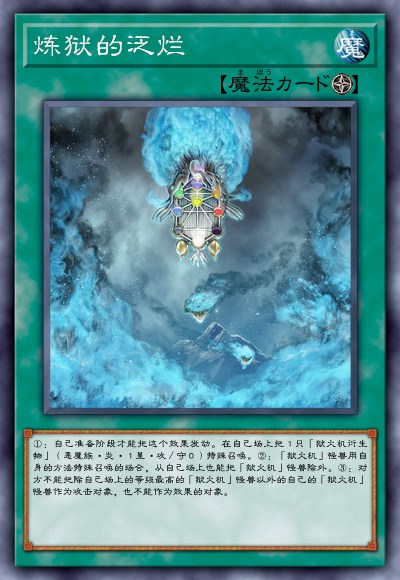 炼狱的泛烂
魔
【魔法カード】
まほう
①：自己准备阶段才能把这个效果发动。在自己场上把1只「狱火机衍生
物」（恶魔族・炎・1星・攻／守0）特殊召唤。②：「狱火机」怪兽用自
身的方法特殊召唤的场合，从自己场上也能把「狱火机」怪兽除外。③：对
方不能把除自己场上的等级最高的「狱火机」怪兽以外的自己的「狱火机」
怪兽作为攻击对象，也不能作为效果的对象。